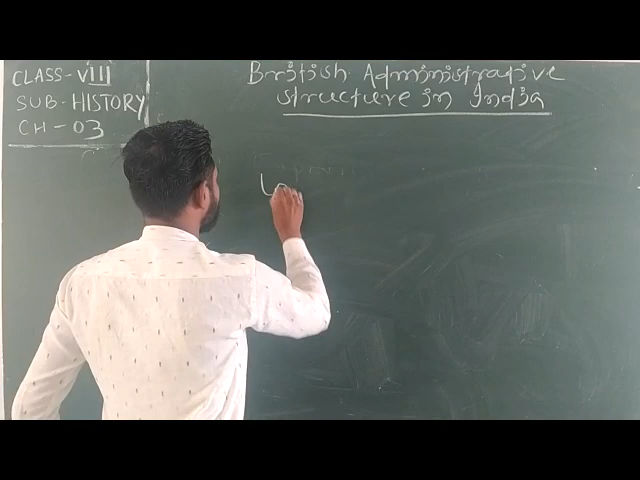 CLASS - VIII
SUB - HISTORY
CH - 03
British Administrative
structure in India